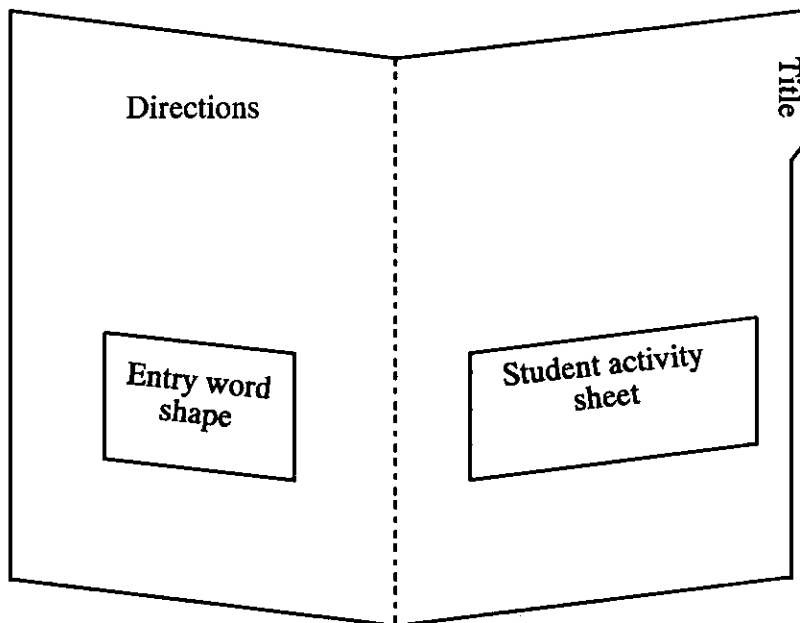 Directions
Title
Entry word
shape
Student activity
sheet